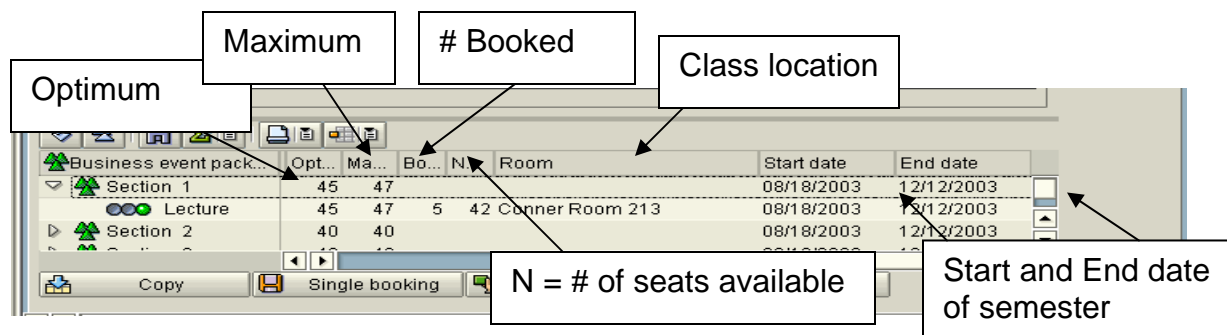 Maximum
# Booked
Class location
Optimum
Business event pack... Opt... Ma... Bo... N... Room Start date End date
Section 1 45 47 08/18/2003 12/12/2003
Lecture 45 47 5 42 Conner Room 213 08/18/2003 12/12/2003
Section 2 40 40 08/18/2003 12/12/2003
Copy Single booking
N = # of seats available
Start and End date
of semester